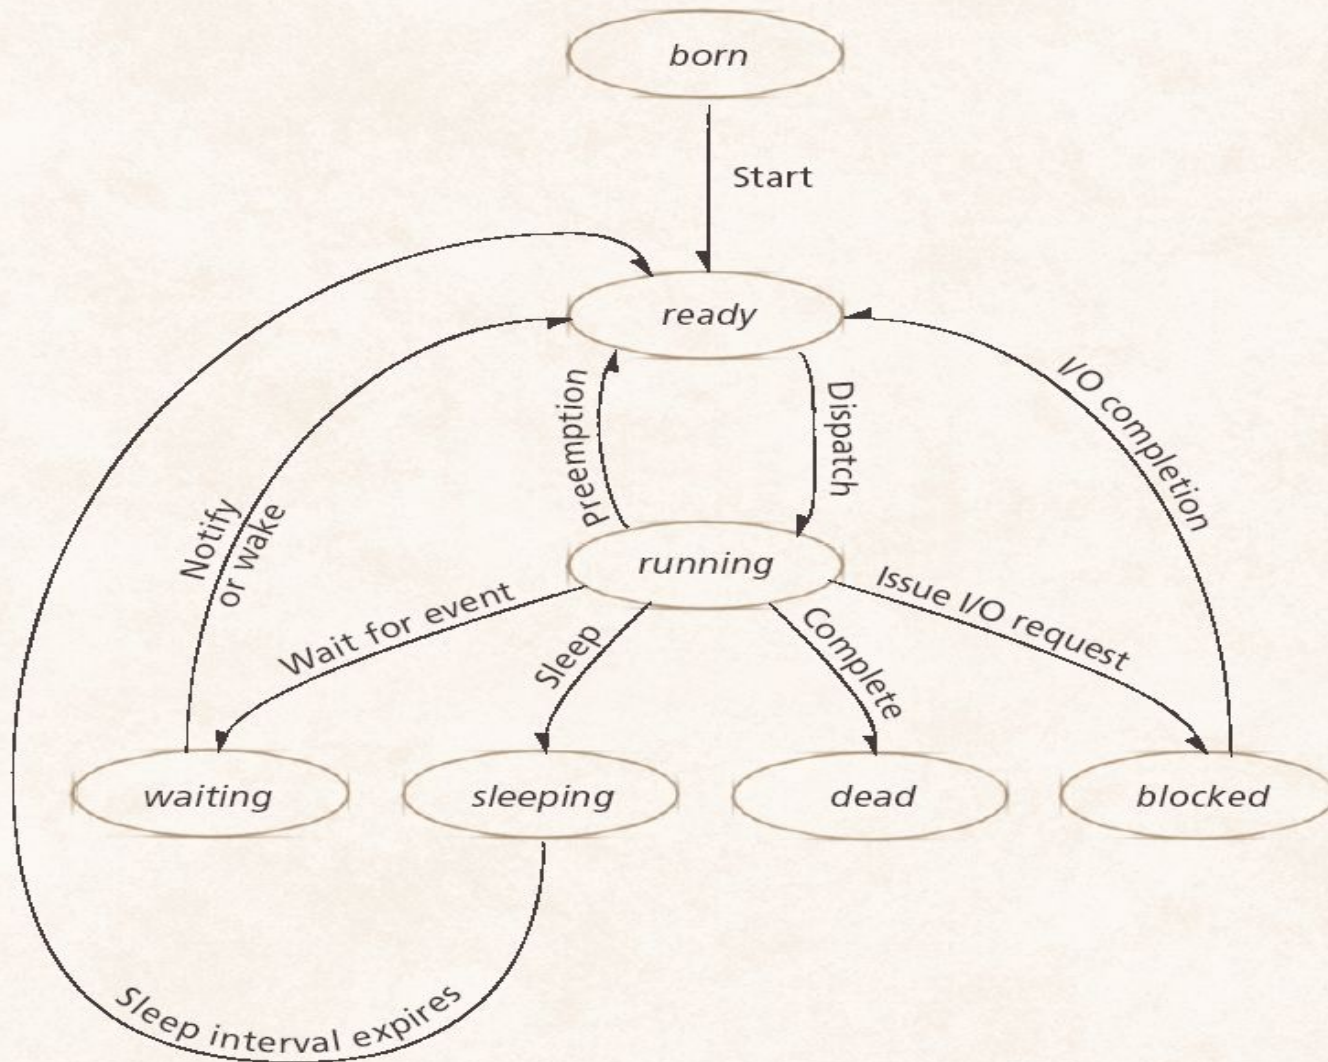 born
Start
ready
Preemption
Dispatch
I/O completion
Notify
or wake
running
Wait for event
Sleep
Complete
Issue I/O request
waiting
sleeping
dead
blocked
Sleep interval expires